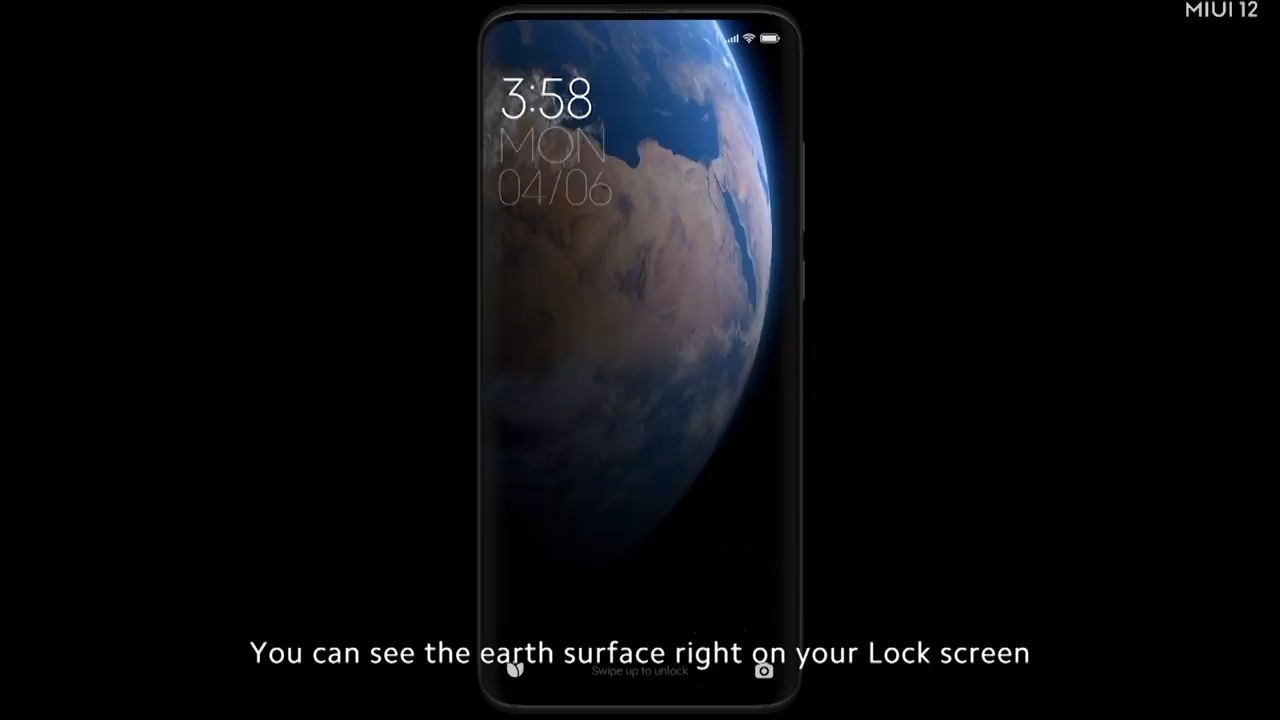 MIUI 12
3:58
MON
04/06
You can see the earth surface right on your Lock screen
Swipe up to unlock